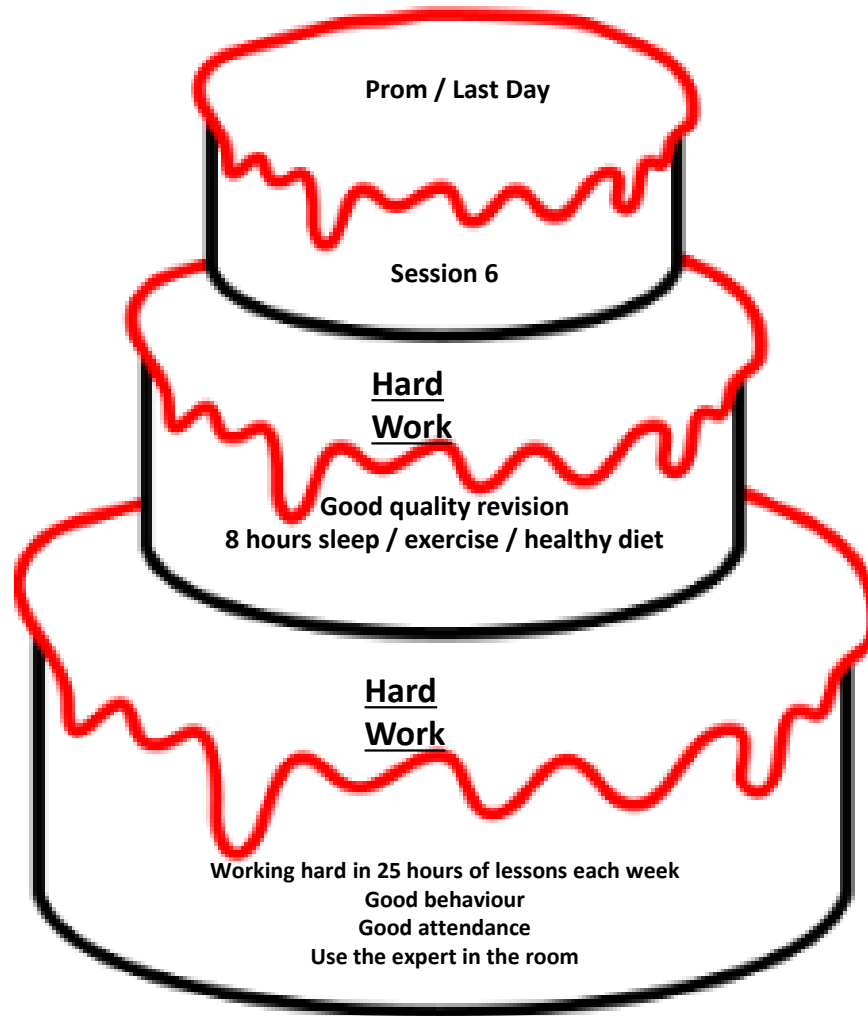 Prom / Last Day
Session 6
Hard
Work
Good quality revision
8 hours sleep / exercise / healthy diet
Hard
Work
Working hard in 25 hours of lessons each week
Good behaviour
Good attendance
Use the expert in the room